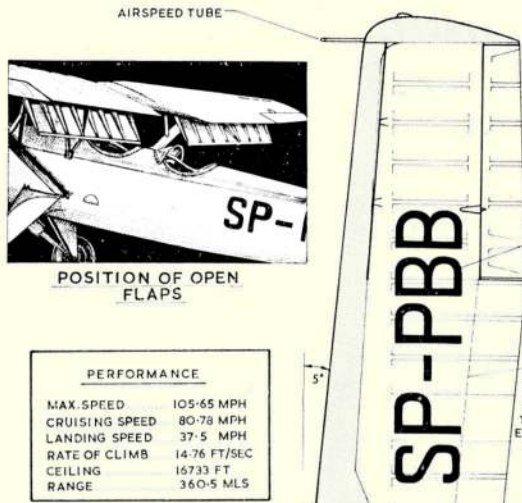 AIRSPEED TUBE
SP-
POSITION OF OPEN
FLAPS
PERFORMANCE
MAX.SPEED 105·65 MPH
CRUISING SPEED 80·78 MPH
LANDING SPEED 37·5 MPH
RATE OF CLIMB 14·76 FT/SEC
CEILING 16733 FT
RANGE 360·5 MLS
5°
SP-PBB